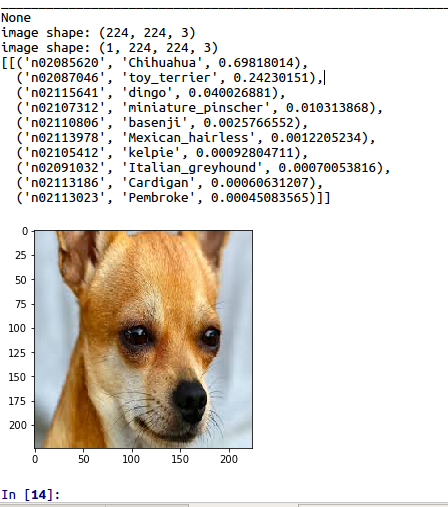 None
image shape: (224, 224, 3)
image shape: (1, 224, 224, 3)
[[('n02085620', 'Chihuahua', 0.69818014),
('n02087046', 'toy_terrier', 0.24230151),
('n02115641', 'dingo', 0.040026881),
('n02107312', 'miniature_pinscher', 0.010313868),
('n02110806', 'basenji', 0.0025766552),
('n02113978', 'Mexican_hairless', 0.0012205234),
('n02105412', 'kelpie', 0.00092804711),
('n02091032', 'Italian_greyhound', 0.00070053816),
('n02113186', 'Cardigan', 0.00060631207),
('n02113023', 'Pembroke', 0.00045083565)]]
0
25
50
75
100
125
150
175
200
0 50 100 150 200
In [14]: